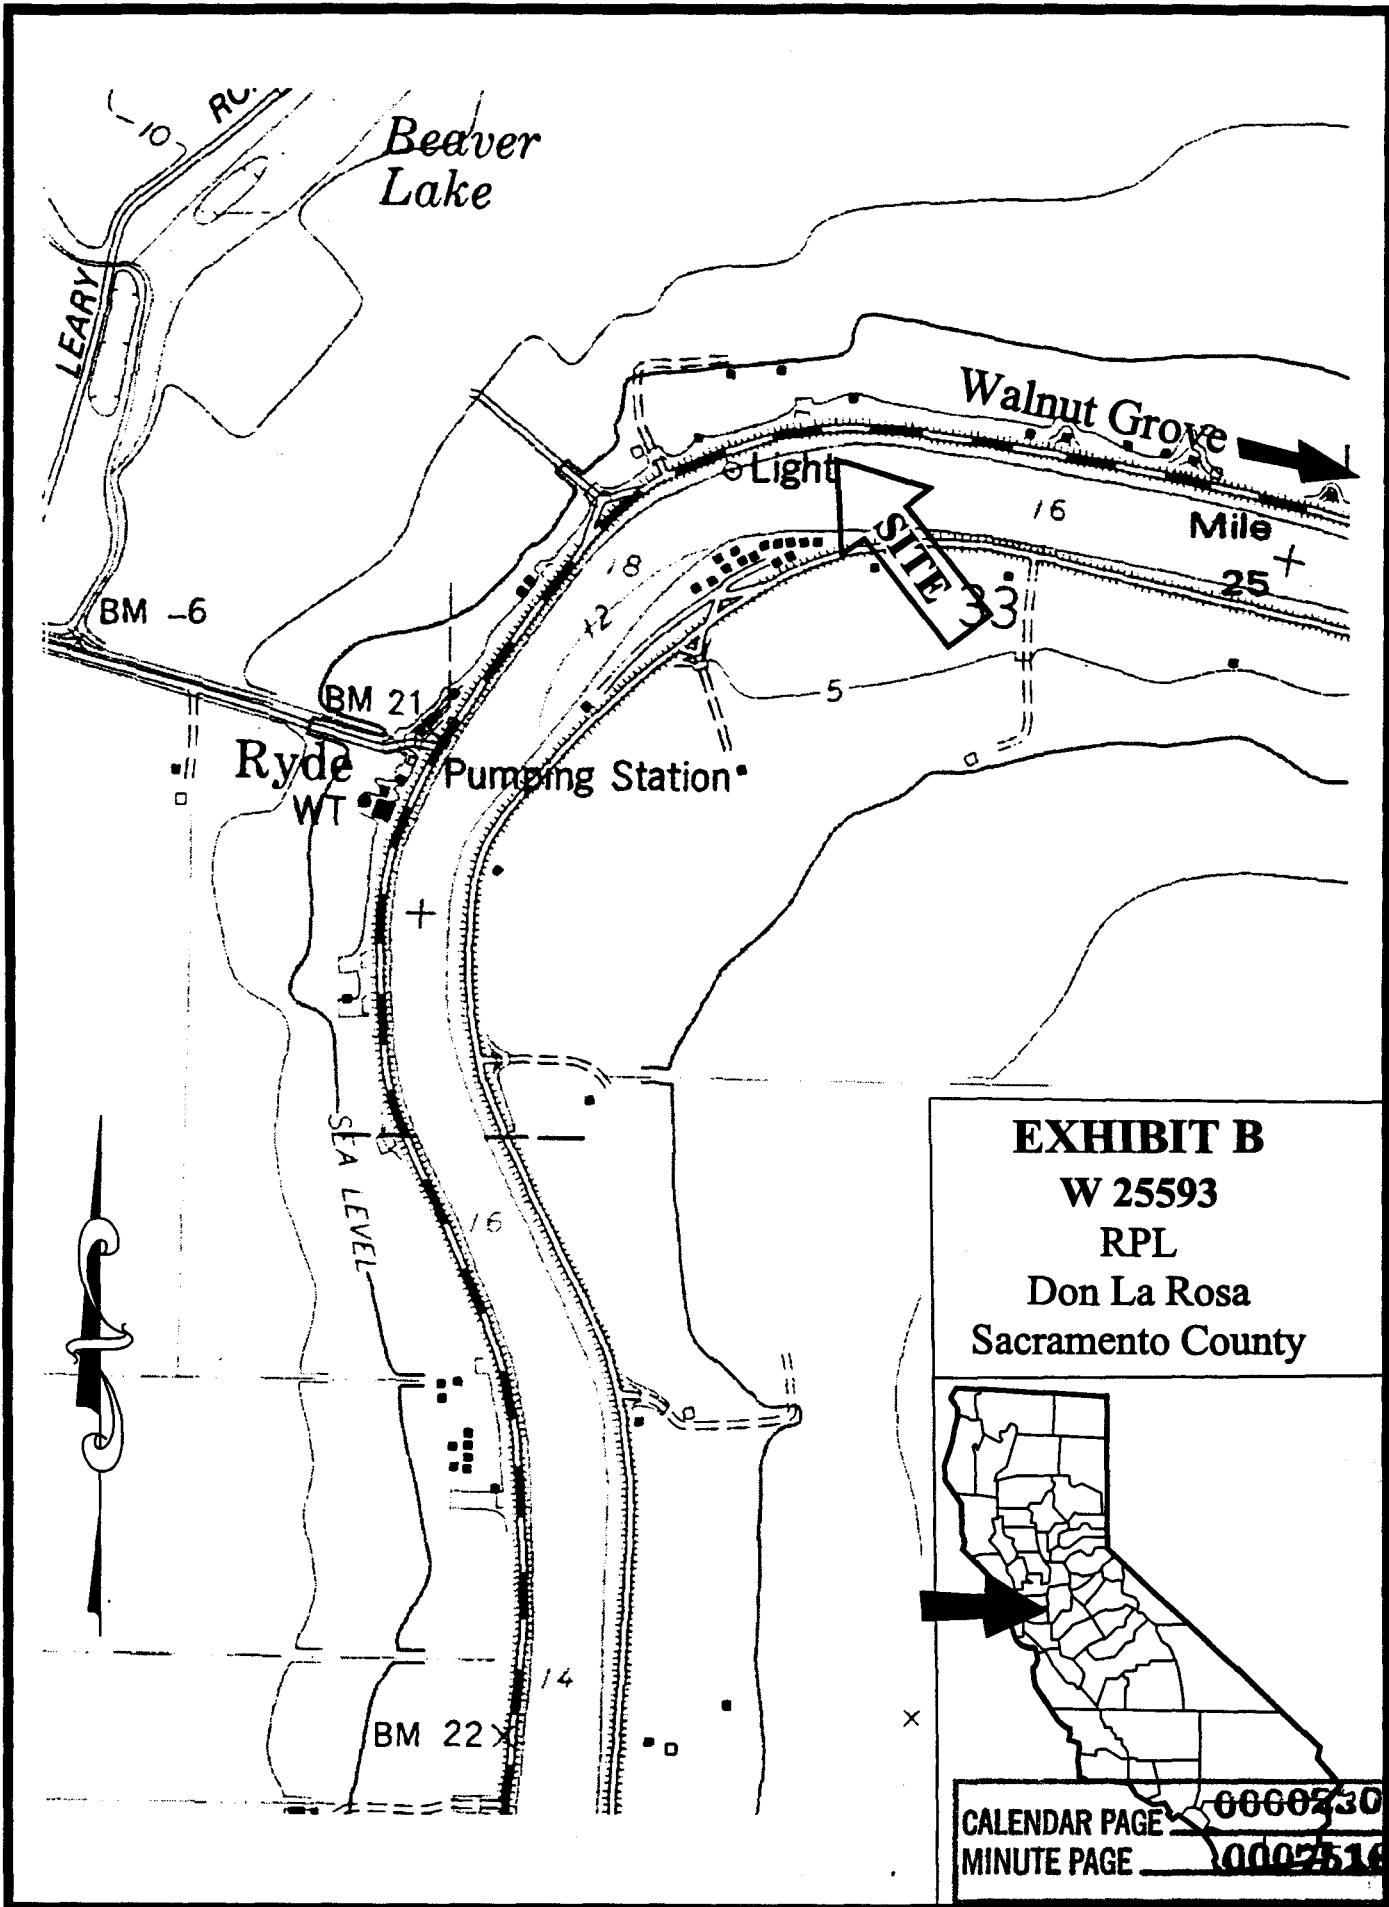 RO.
-10
Beaver
Lake
LEARY
Walnut Grove
Light
16
Mile
25
SITE
33
18
12
BM -6
BM 21
5
Ryde
WT
Pumping Station
SEA LEVEL
16
14
BM 22
EXHIBIT B
W 25593
RPL
Don La Rosa
Sacramento County
CALENDAR PAGE
MINUTE PAGE